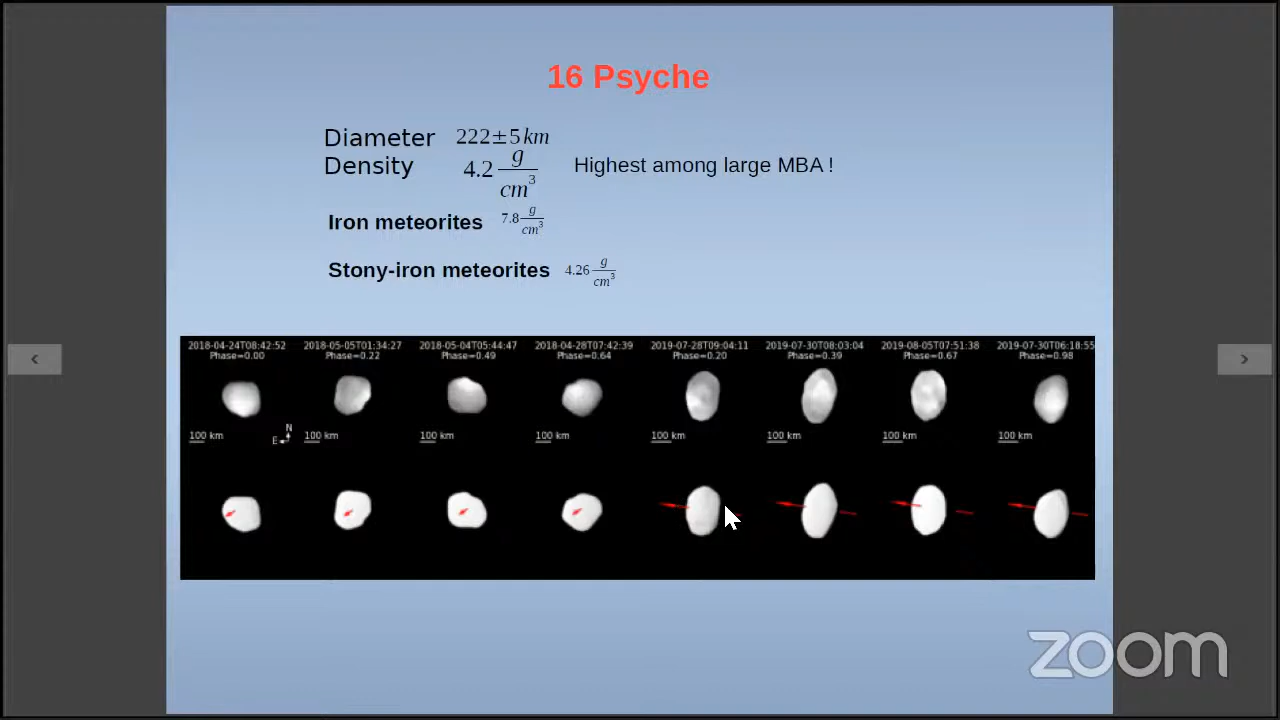 16 Psyche
Diameter 222±5 km
Density 4.2 g/cm³ Highest among large MBA !
Iron meteorites 7.8 g/cm³
Stony-iron meteorites 4.26 g/cm³
2018-04-24T08:42:52 2018-05-05T01:34:27 2018-05-04T05:44:47 2018-04-28T07:42:39 2019-07-28T09:04:11 2019-07-30T08:03:04 2019-08-05T07:51:38 2019-07-30T06:18:55
Phase=0.00 Phase=0.22 Phase=0.49 Phase=0.64 Phase=0.20 Phase=0.39 Phase=0.67 Phase=0.98
N
E
100 km 100 km 100 km 100 km 100 km 100 km 100 km 100 km
zoom